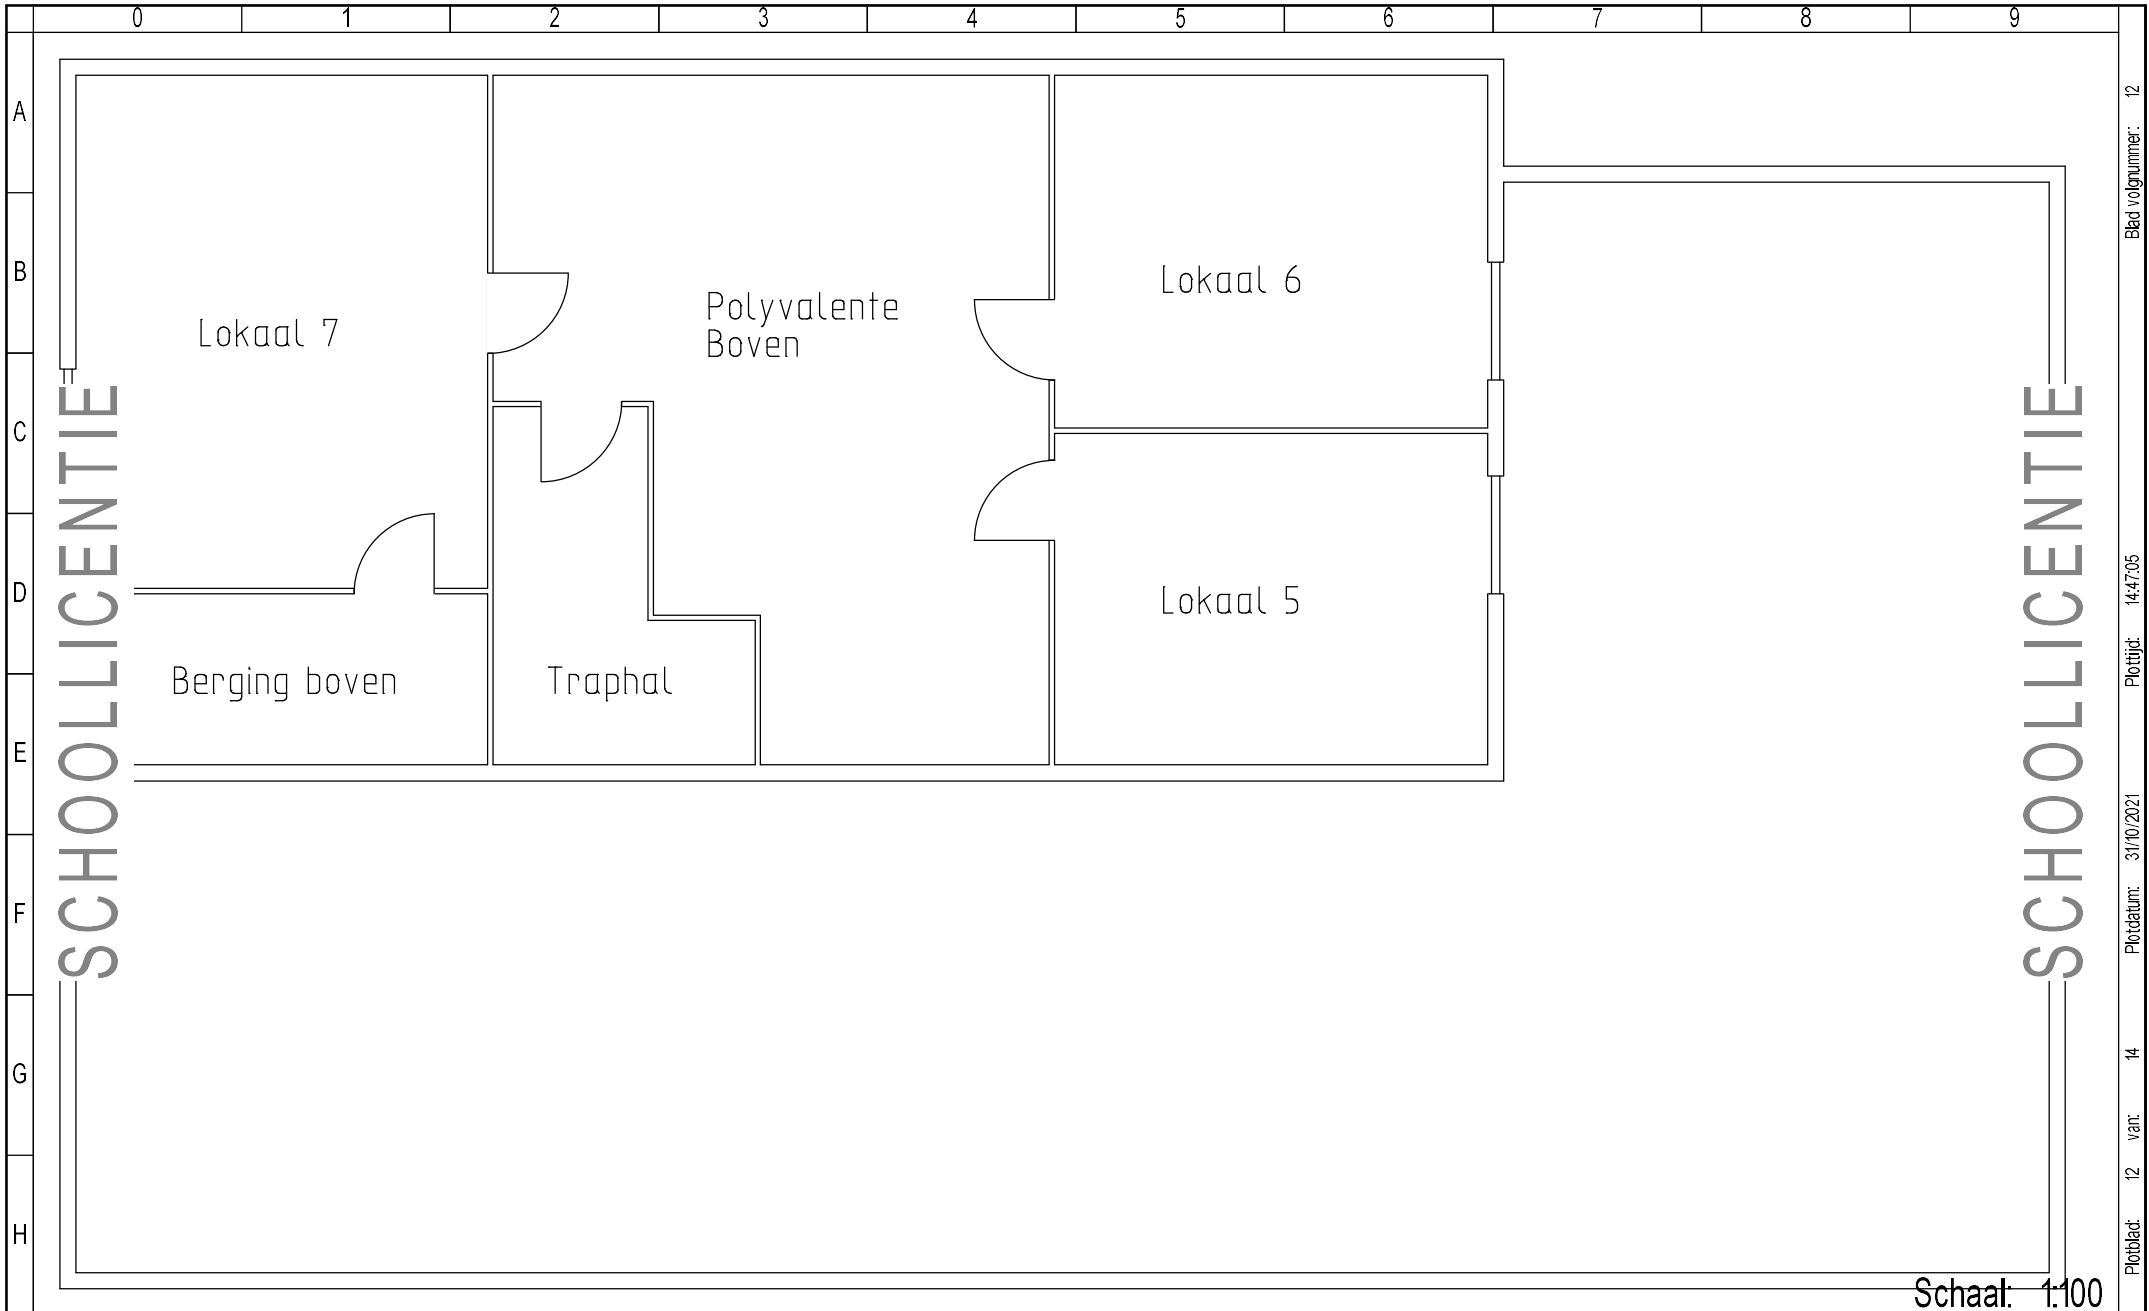 0 1 2 3 4 5 6 7 8 9
A
B
C
D
E
F
G
H
Lokaal 6
Polyvalente
Boven
Lokaal 7
Lokaal 5
Berging boven
Traphal
SCHOOLLICENTIE
SCHOOLLICENTIE
Plotblad: 12 van: 14 Plotdatum: 31/10/2021 Plottijd: 14:47:05 Blad volgnummer: 12
Schaal: 1:100